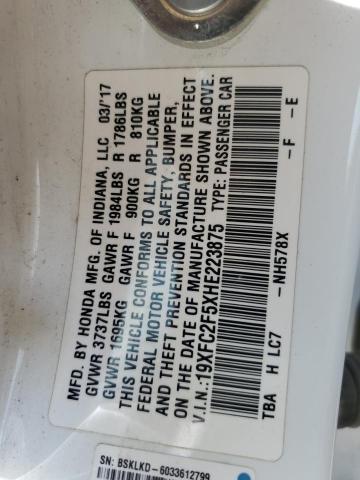 MFD. BY HONDA MFG. OF INDIANA, LLC 03/'17
GVWR 3737LBS GAWR F 1984LBS R 1786LBS
GVWR 1695KG GAWR F 900KG R 810KG
THIS VEHICLE CONFORMS TO ALL APPLICABLE
FEDERAL MOTOR VEHICLE SAFETY, BUMPER,
AND THEFT PREVENTION STANDARDS IN EFFECT
ON THE DATE OF MANUFACTURE SHOWN ABOVE.
V.I.N.: 19XFC2F5XHE223875 TYPE: PASSENGER CAR
TBA H LC7 -NH578X -F -E
SN: BSKLKD-6033612799